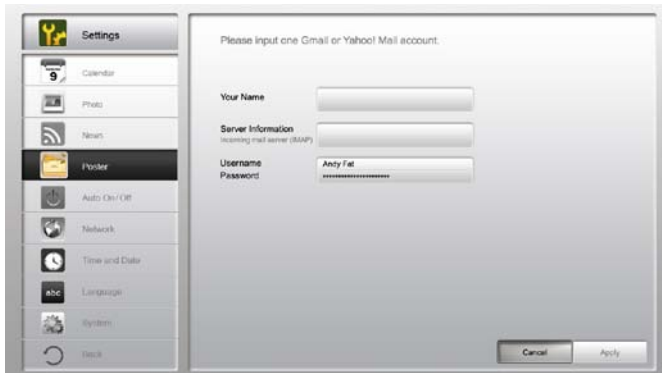 Settings
Please input one Gmail or Yahoo! Mail account.
9
Calendar
Photo
News
Poster
Auto On/Off
Network
Time and Date
abc
Language
System
Back
Your Name
Server Information
Incoming mail server (IMAP)
Username
Andy Fat
Password
••••••••••••••••••••••
Cancel
Apply